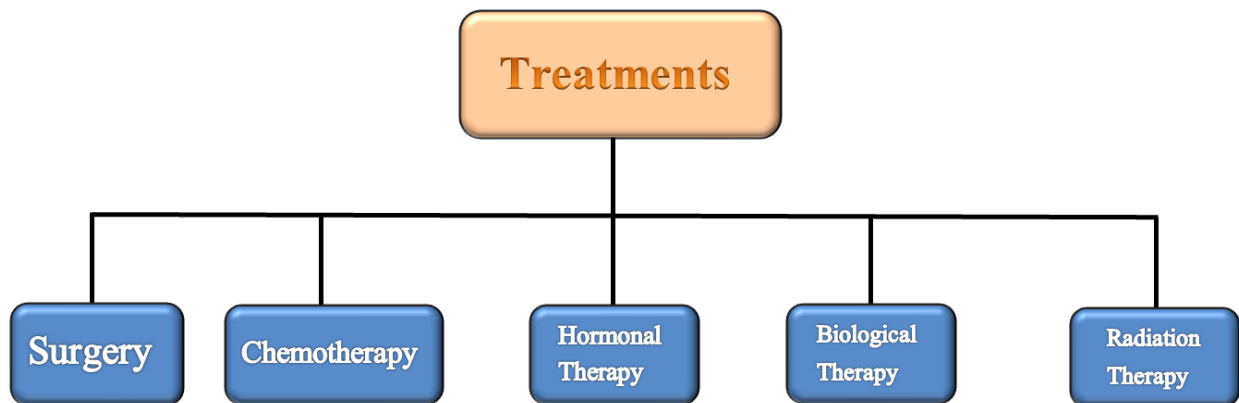 Treatments
Surgery
Chemotherapy
Hormonal
Therapy
Biological
Therapy
Radiation
Therapy